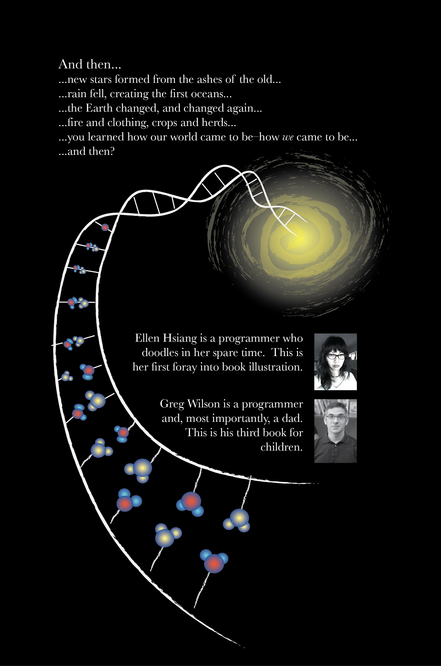 And then...
...new stars formed from the ashes of the old...
...rain fell, creating the first oceans...
...the Earth changed, and changed again...
...fire and clothing, crops and herds...
...you learned how our world came to be–how we came to be...
...and then?
Ellen Hsiang is a programmer who
doodles in her spare time. This is
her first foray into book illustration.
Greg Wilson is a programmer
and, most importantly, a dad.
This is his third book for
children.